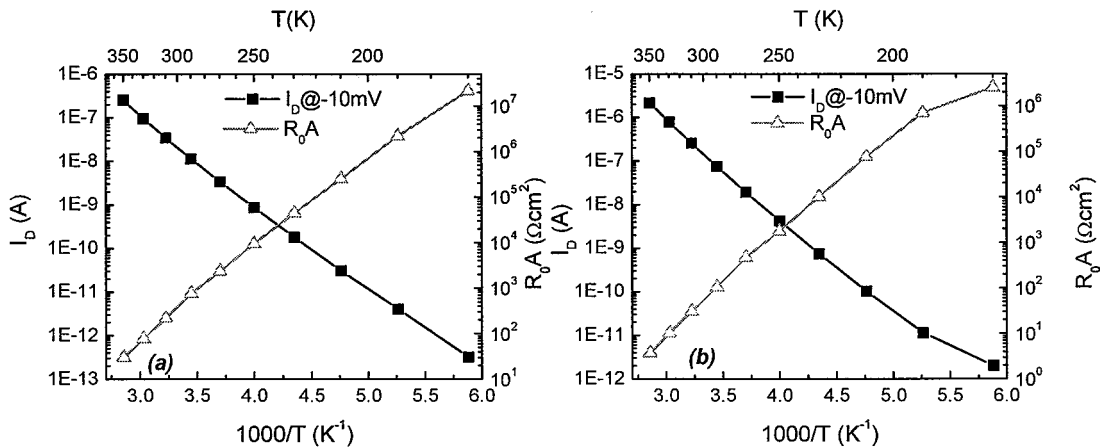 T(K)
350 300 250 200
1E-6
1E-7
1E-8
1E-9
1E-10
1E-11
1E-12
1E-13
I_D (A)
I_D@-10mV
R_0A
10^7
10^6
10^5
10^4
10^3
10^2
10^1
R_0A (Ωcm^2)
(a)
3.0 3.5 4.0 4.5 5.0 5.5 6.0
1000/T (K^-1)
T (K)
350 300 250 200
1E-5
1E-6
1E-7
1E-8
1E-9
1E-10
1E-11
1E-12
I_D (A)
I_D@-10mV
R_0A
10^6
10^5
10^4
10^3
10^2
10^1
10^0
R_0A (Ωcm^2)
(b)
3.0 3.5 4.0 4.5 5.0 5.5 6.0
1000/T (K^-1)